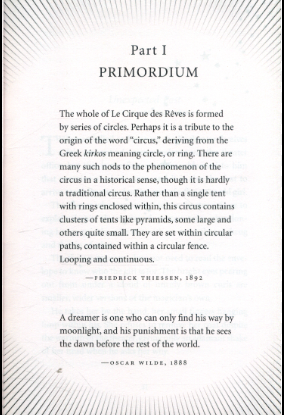 Part I
PRIMORDIUM
The whole of Le Cirque des Rêves is formed
by series of circles. Perhaps it is a tribute to the
origin of the word “circus,” deriving from the
Greek kirkos meaning circle, or ring. There are
many such nods to the phenomenon of the
circus in a historical sense, though it is hardly
a traditional circus. Rather than a single tent
with rings enclosed within, this circus contains
clusters of tents like pyramids, some large and
others quite small. They are set within circular
paths, contained within a circular fence.
Looping and continuous.
—FRIEDRICK THIESSEN, 1892
A dreamer is one who can only find his way by
moonlight, and his punishment is that he sees
the dawn before the rest of the world.
—OSCAR WILDE, 1888